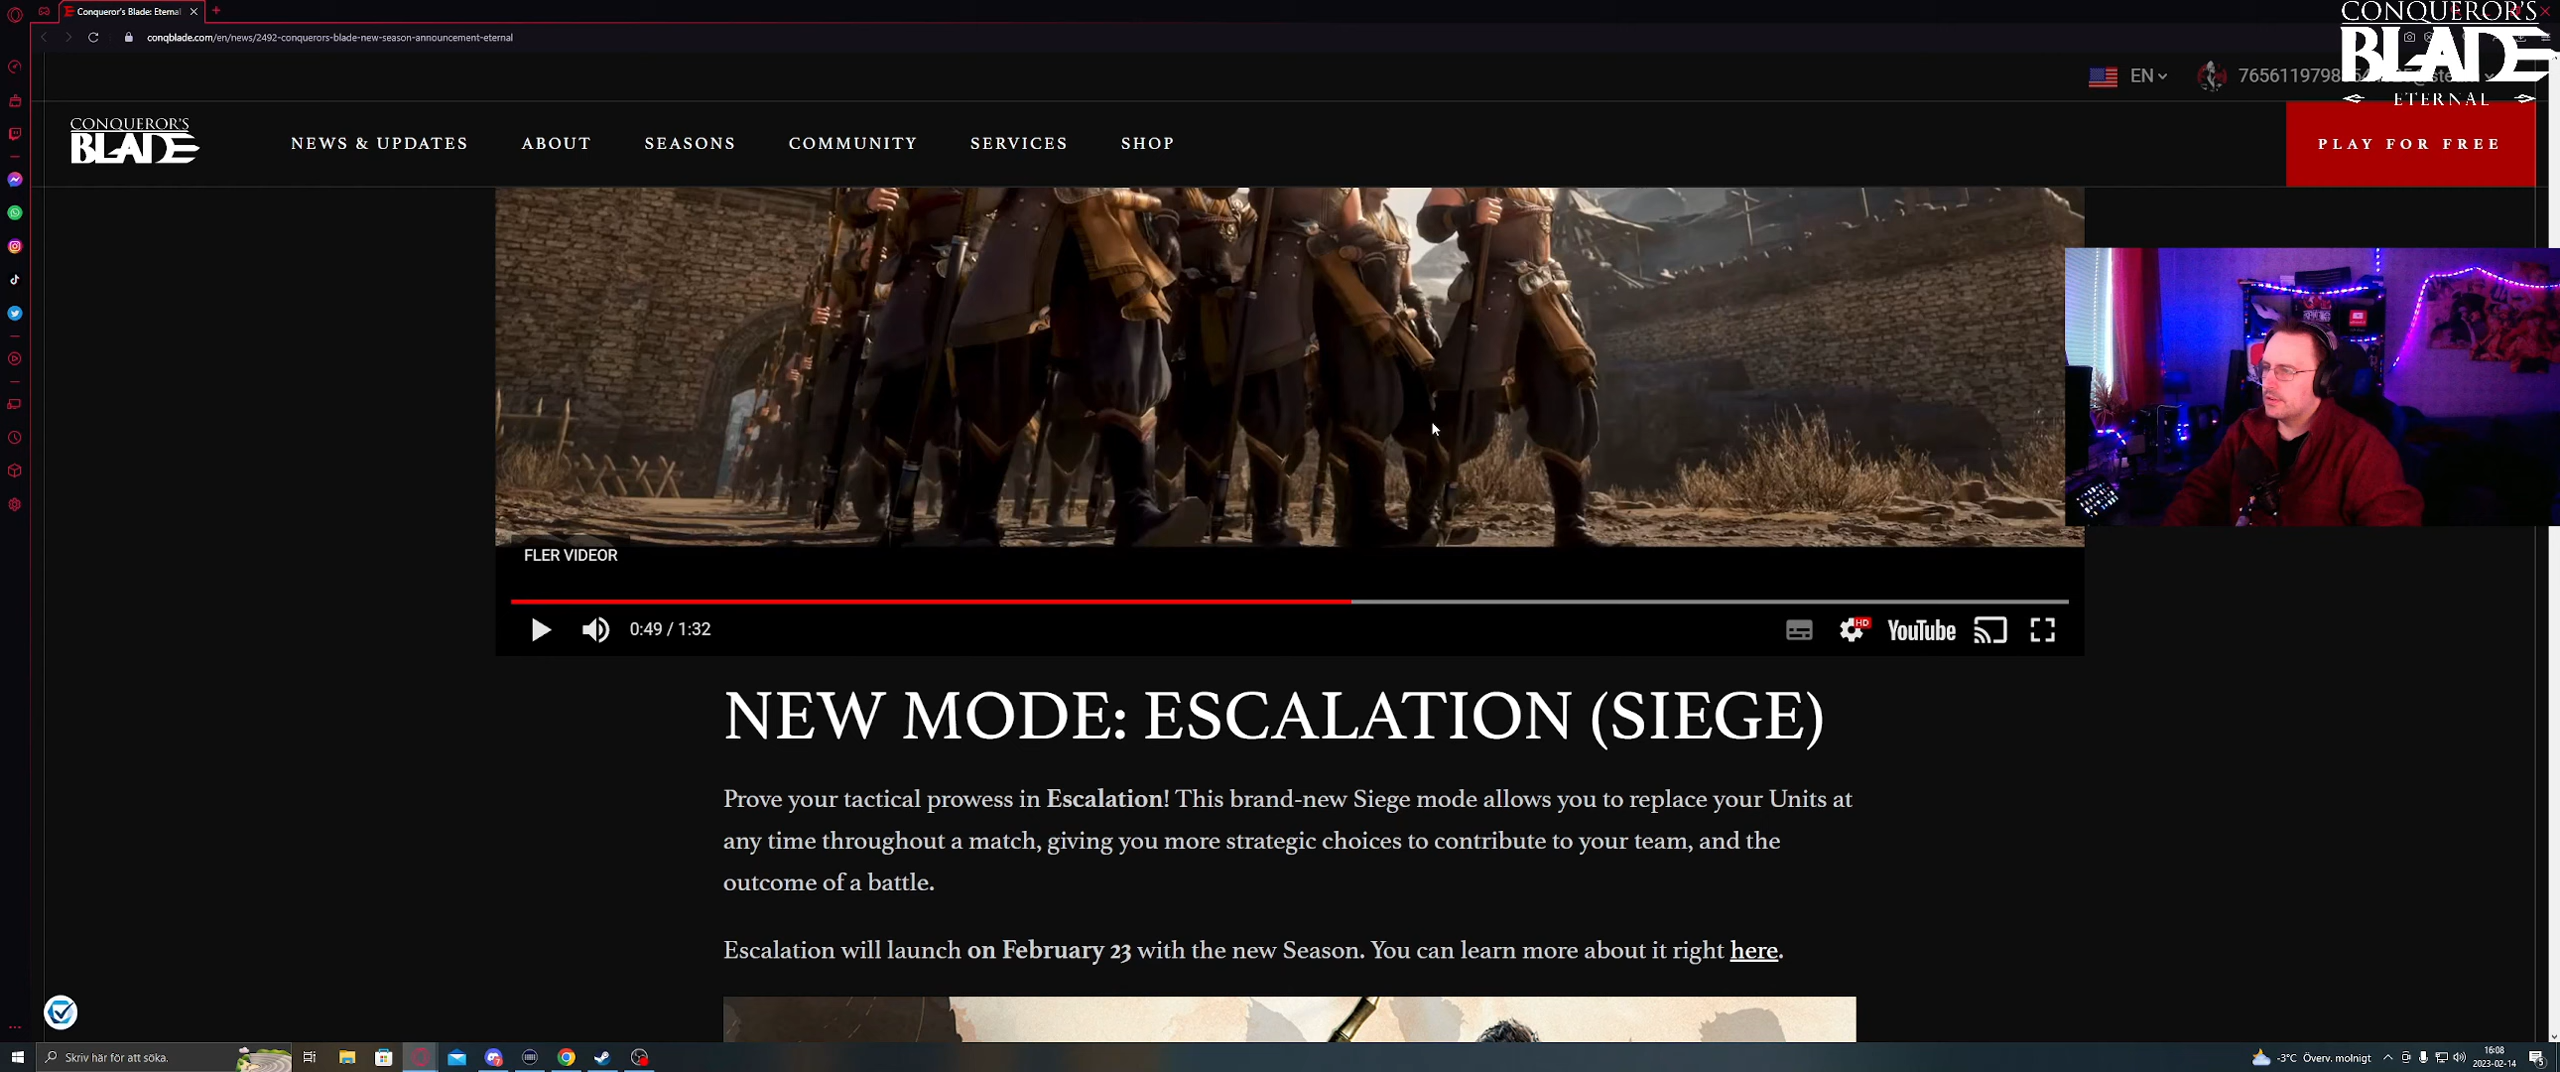 Conqueror's Blade: Eternal
conqblade.com/en/news/2492-conquerors-blade-new-season-announcement-eternal
CONQUEROR'S
BLADE
ETERNAL
EN
CONQUEROR'S
BLADE
NEWS & UPDATES
ABOUT
SEASONS
COMMUNITY
SERVICES
SHOP
PLAY FOR FREE
FLER VIDEOR
0:49 / 1:32
HD
YouTube
NEW MODE: ESCALATION (SIEGE)
Prove your tactical prowess in Escalation! This brand-new Siege mode allows you to replace your Units at
any time throughout a match, giving you more strategic choices to contribute to your team, and the
outcome of a battle.
Escalation will launch on February 23 with the new Season. You can learn more about it right here.
Skriv här för att söka.
-3°C Överv. molnigt
16:08
2023-02-14